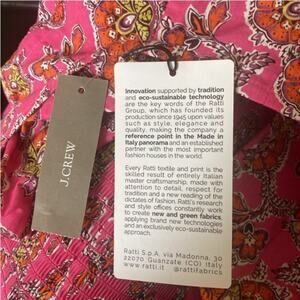 J.CREW
Innovation supported by tradition
and eco-sustainable technology
are the key words of the Ratti
Group, which has founded its
production since 1945 upon values
such as style, elegance and
quality, making the company a
reference point in the Made in
Italy panorama and an established
partner with the most important
fashion houses in the world.
Every Ratti textile and print is the
skilled result of entirely Italian
master craftsmanship, made with
attention to detail, respect for
tradition and a new reading of the
dictates of fashion. Ratti's research
and style offices constantly work
to create new and green fabrics,
applying brand new technologies
and an exclusively eco-sustainable
approach.
Ratti S.p.A. via Madonna, 30
22070 Guanzate (CO) Italy
www.ratti.it @rattifabrics